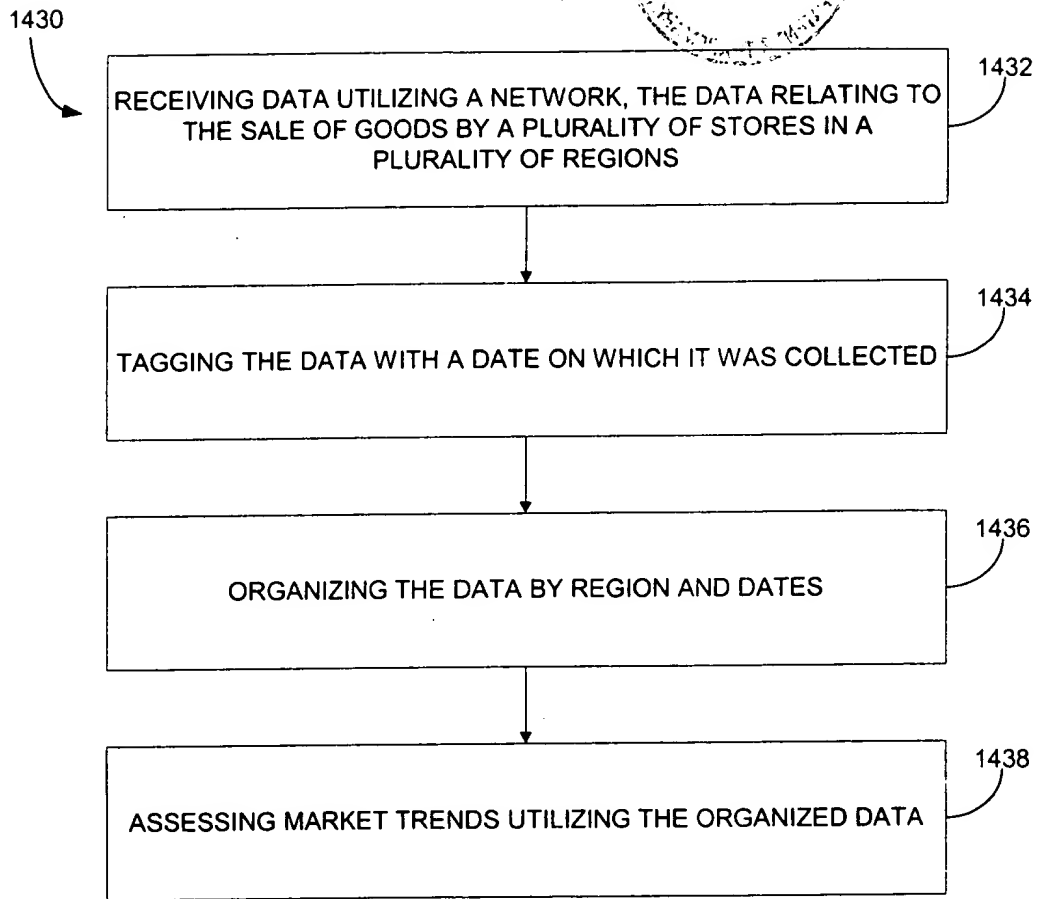 1430
1432
RECEIVING DATA UTILIZING A NETWORK, THE DATA RELATING TO
THE SALE OF GOODS BY A PLURALITY OF STORES IN A
PLURALITY OF REGIONS
1434
TAGGING THE DATA WITH A DATE ON WHICH IT WAS COLLECTED
1436
ORGANIZING THE DATA BY REGION AND DATES
1438
ASSESSING MARKET TRENDS UTILIZING THE ORGANIZED DATA